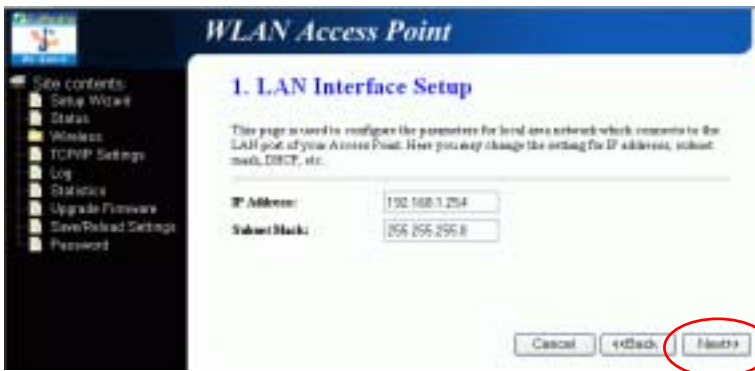 WLAN Access Point
Site contents:
Setup Wizard
Status
Wireless
TCP/IP Settings
Log
Statistics
Upgrade Firmware
Save/Reload Settings
Password
1. LAN Interface Setup
This page is used to configure the parameters for local area network which connects to the
LAN port of your Access Point. Here you may change the setting for IP addresss, subnet
mask, DHCP, etc.
IP Address: 192.168.1.254
Subnet Mask: 255.255.255.0
Cancel <<Back Next>>